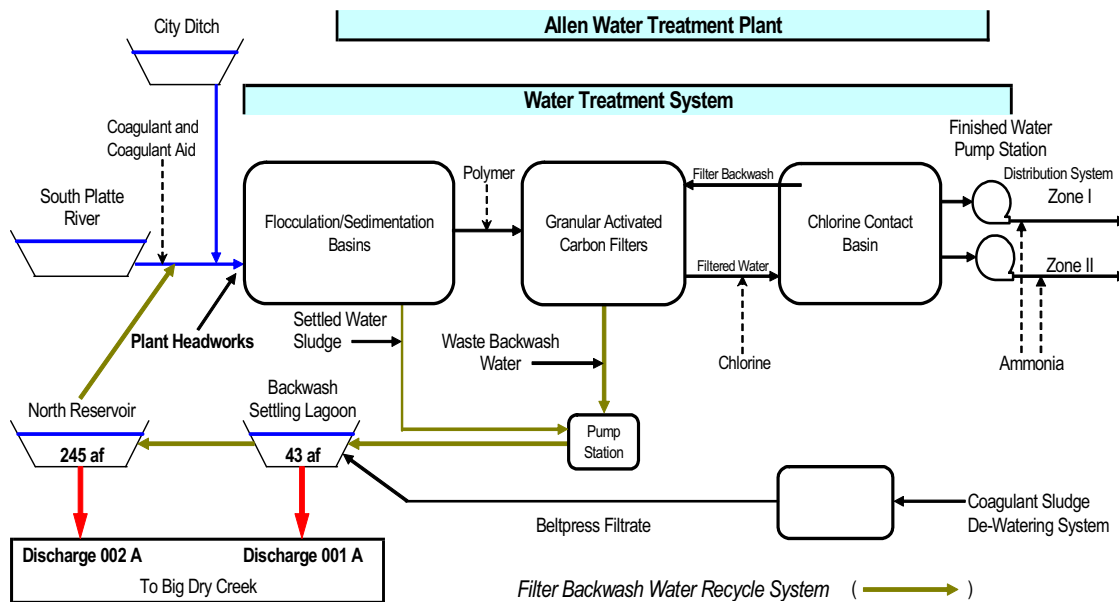 City Ditch
Allen Water Treatment Plant
Water Treatment System
Coagulant and
Coagulant Aid
Finished Water
Pump Station
South Platte
River
Polymer
Filter Backwash
Distribution System
Zone I
Flocculation/Sedimentation
Basins
Granular Activated
Carbon Filters
Chlorine Contact
Basin
Filtered Water
Zone II
Plant Headworks
Settled Water
Sludge
Waste Backwash
Water
Chlorine
Ammonia
North Reservoir
245 af
Backwash
Settling Lagoon
43 af
Pump
Station
Beltpress Filtrate
Coagulant Sludge
De-Watering System
Discharge 002 A
Discharge 001 A
To Big Dry Creek
Filter Backwash Water Recycle System ( )